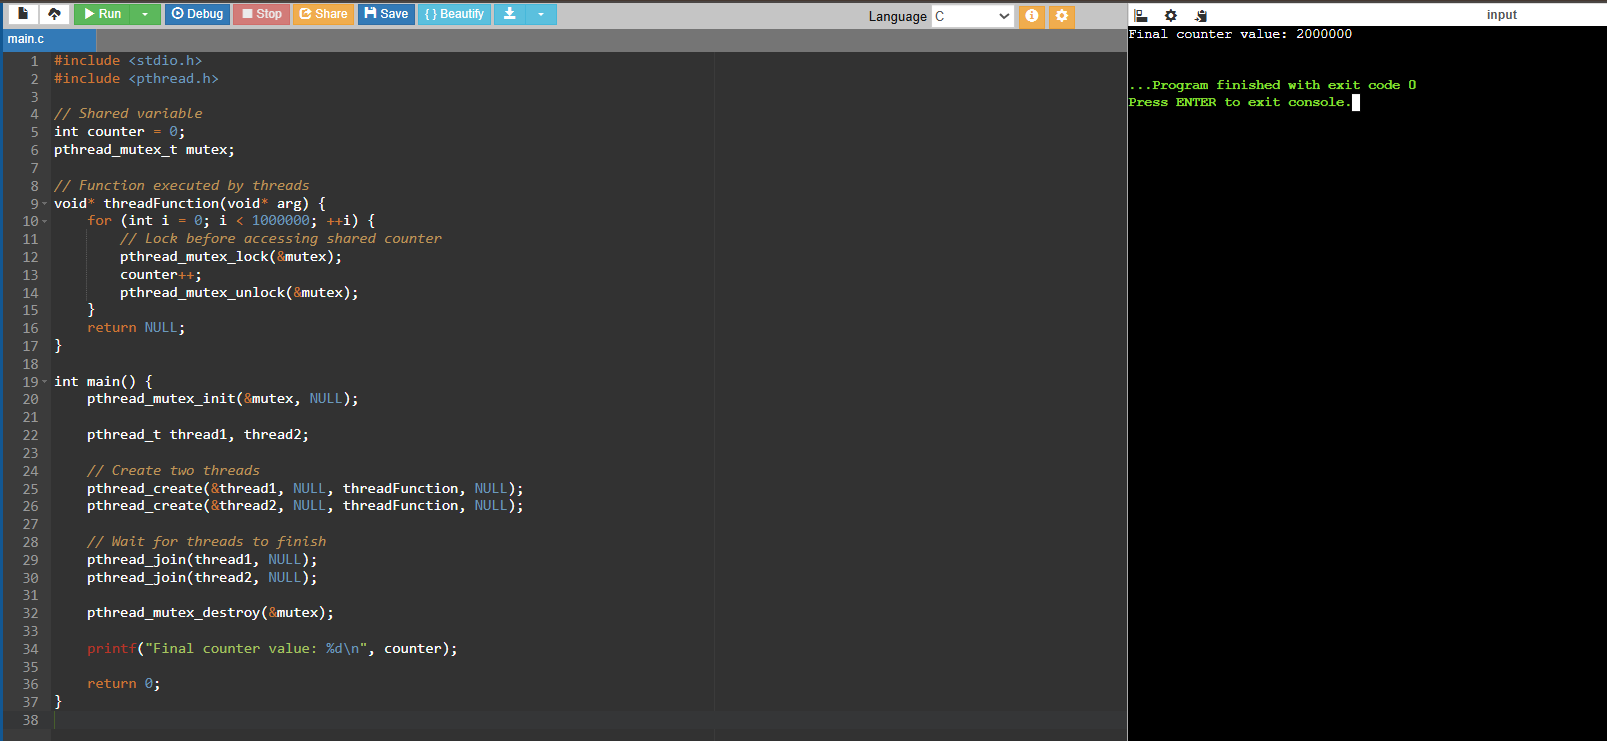 Run Debug Stop Share Save { } Beautify Language C
input
main.c
1 #include <stdio.h>
2 #include <pthread.h>
3
4 // Shared variable
5 int counter = 0;
6 pthread_mutex_t mutex;
7
8 // Function executed by threads
9 void* threadFunction(void* arg) {
10 for (int i = 0; i < 1000000; ++i) {
11 // Lock before accessing shared counter
12 pthread_mutex_lock(&mutex);
13 counter++;
14 pthread_mutex_unlock(&mutex);
15 }
16 return NULL;
17 }
18
19 int main() {
20 pthread_mutex_init(&mutex, NULL);
21
22 pthread_t thread1, thread2;
23
24 // Create two threads
25 pthread_create(&thread1, NULL, threadFunction, NULL);
26 pthread_create(&thread2, NULL, threadFunction, NULL);
27
28 // Wait for threads to finish
29 pthread_join(thread1, NULL);
30 pthread_join(thread2, NULL);
31
32 pthread_mutex_destroy(&mutex);
33
34 printf("Final counter value: %d\n", counter);
35
36 return 0;
37 }
38
Final counter value: 2000000
...Program finished with exit code 0
Press ENTER to exit console.